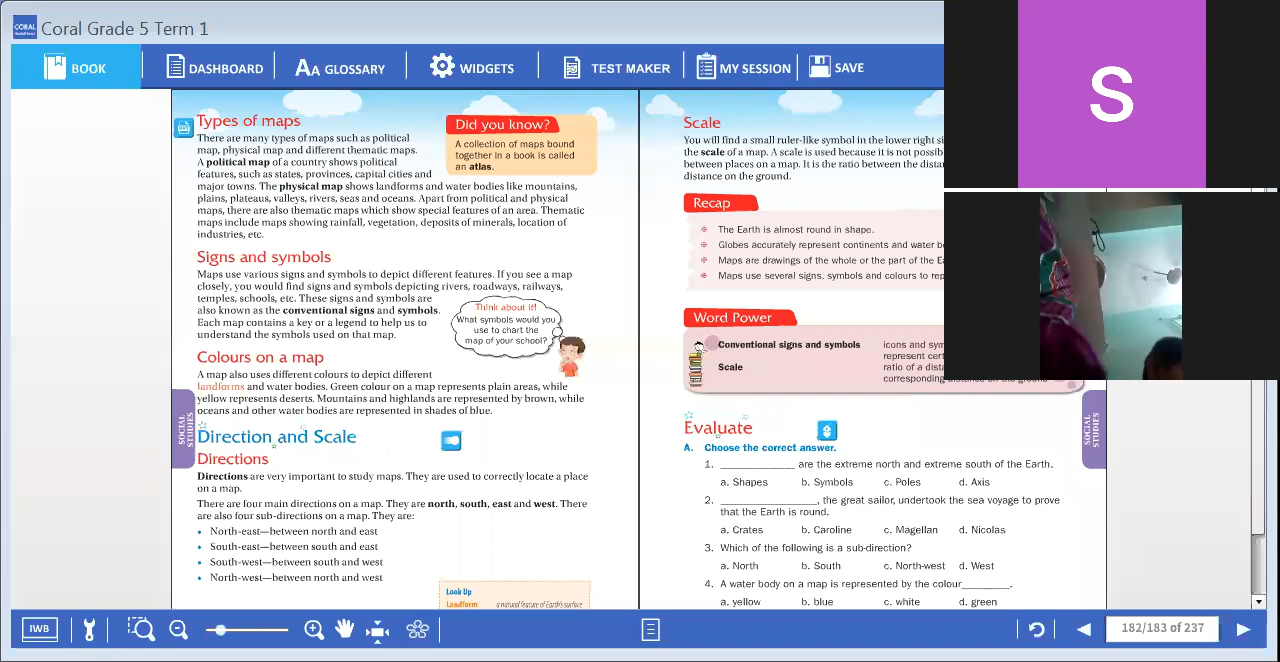 CORAL
Coral Grade 5 Term 1
BOOK
DASHBOARD
AA GLOSSARY
WIDGETS
TEST MAKER
MY SESSION
SAVE
Types of maps
There are many types of maps such as political
map, physical map and different thematic maps.
A political map of a country shows political
features, such as states, provinces, capital cities and
major towns. The physical map shows landforms and water bodies like mountains,
plains, plateaus, valleys, rivers, seas and oceans. Apart from political and physical
maps, there are also thematic maps which show special features of an area. Thematic
maps include maps showing rainfall, vegetation, deposits of minerals, location of
industries, etc.
Did you know?
A collection of maps bound
together in a book is called
an atlas.
Signs and symbols
Maps use various signs and symbols to depict different features. If you see a map
closely, you would find signs and symbols depicting rivers, roadways, railways,
temples, schools, etc. These signs and symbols are
also known as the conventional signs and symbols.
Each map contains a key or a legend to help us to
understand the symbols used on that map.
Think about it!
What symbols would you
use to chart the
map of your school?
Colours on a map
A map also uses different colours to depict different
landforms and water bodies. Green colour on a map represents plain areas, while
yellow represents deserts. Mountains and highlands are represented by brown, while
oceans and other water bodies are represented in shades of blue.
SOCIAL
STUDIES
Direction and Scale
Directions
Directions are very important to study maps. They are used to correctly locate a place
on a map.
There are four main directions on a map. They are north, south, east and west. There
are also four sub-directions on a map. They are:
• North-east—between north and east
• South-east—between south and east
• South-west—between south and west
• North-west—between north and west
Look Up
Landform a natural feature of Earth's surface
Scale
You will find a small ruler-like symbol in the lower right si
the scale of a map. A scale is used because it is not possib
between places on a map. It is the ratio between the distan
distance on the ground.
Recap
The Earth is almost round in shape.
Globes accurately represent continents and water bo
Maps are drawings of the whole or the part of the Ea
Maps use several signs, symbols and colours to rep
Word Power
Conventional signs and symbols icons and sym
represent cert
Scale ratio of a dista
corresponding distance on the ground
Evaluate
A. Choose the correct answer.
1. ____________ are the extreme north and extreme south of the Earth.
a. Shapes b. Symbols c. Poles d. Axis
2. ________________, the great sailor, undertook the sea voyage to prove
that the Earth is round.
a. Crates b. Caroline c. Magellan d. Nicolas
3. Which of the following is a sub-direction?
a. North b. South c. North-west d. West
4. A water body on a map is represented by the colour________.
a. yellow b. blue c. white d. green
SOCIAL
STUDIES
S
IWB
182/183 of 237